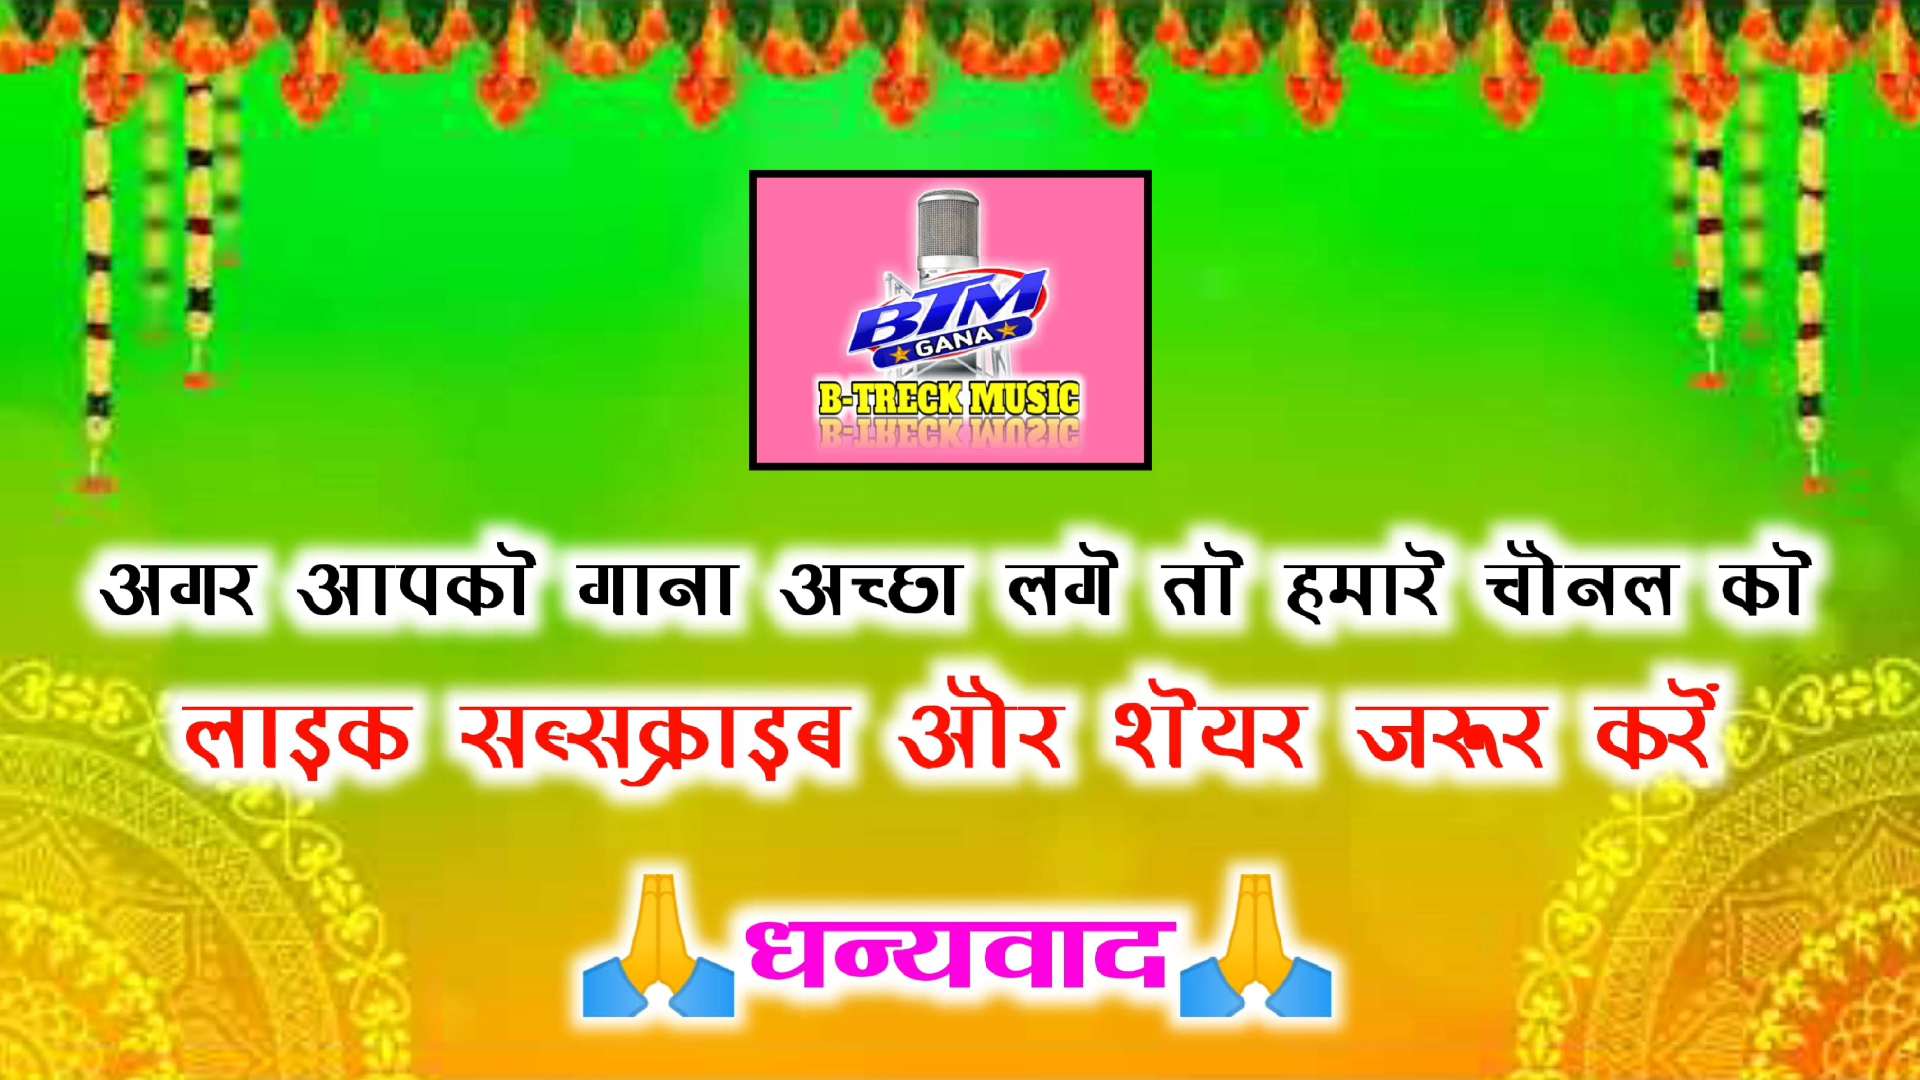 BTM
GANA
B-TRECK MUSIC
अगर आपको गाना अच्छा लगे तो हमारे चौनल को
लाइक सब्सक्राइब और शेयर जरूर करें
🙏धन्यवाद🙏